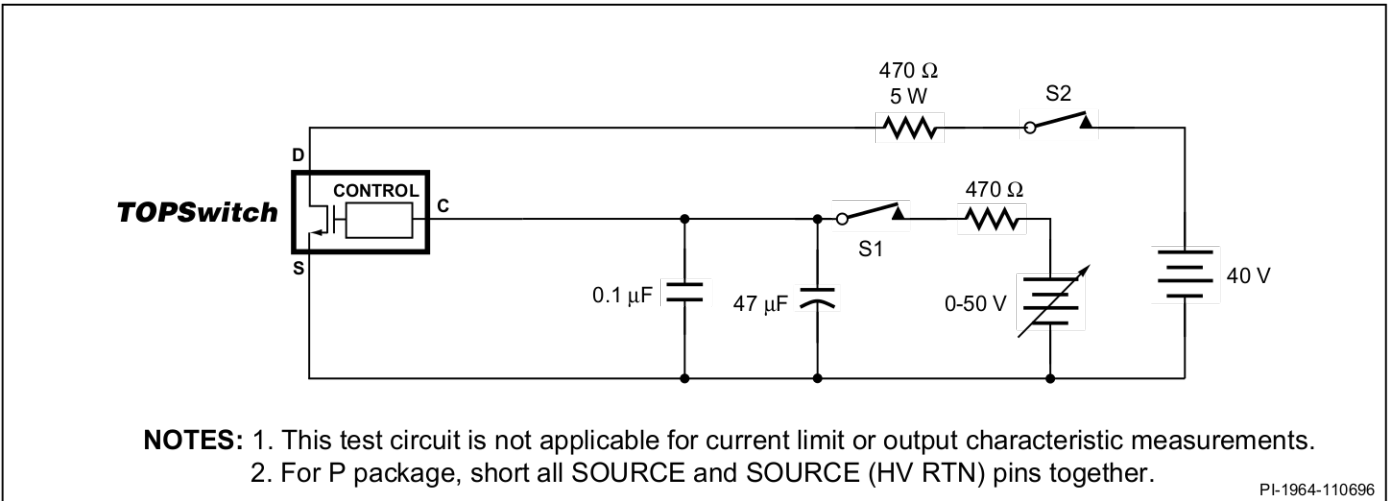 470 Ω
5 W
S2
D
CONTROL
TOPSwitch
C
470 Ω
S1
S
0.1 µF
47 µF
0-50 V
40 V
NOTES: 1. This test circuit is not applicable for current limit or output characteristic measurements.
2. For P package, short all SOURCE and SOURCE (HV RTN) pins together.
PI-1964-110696